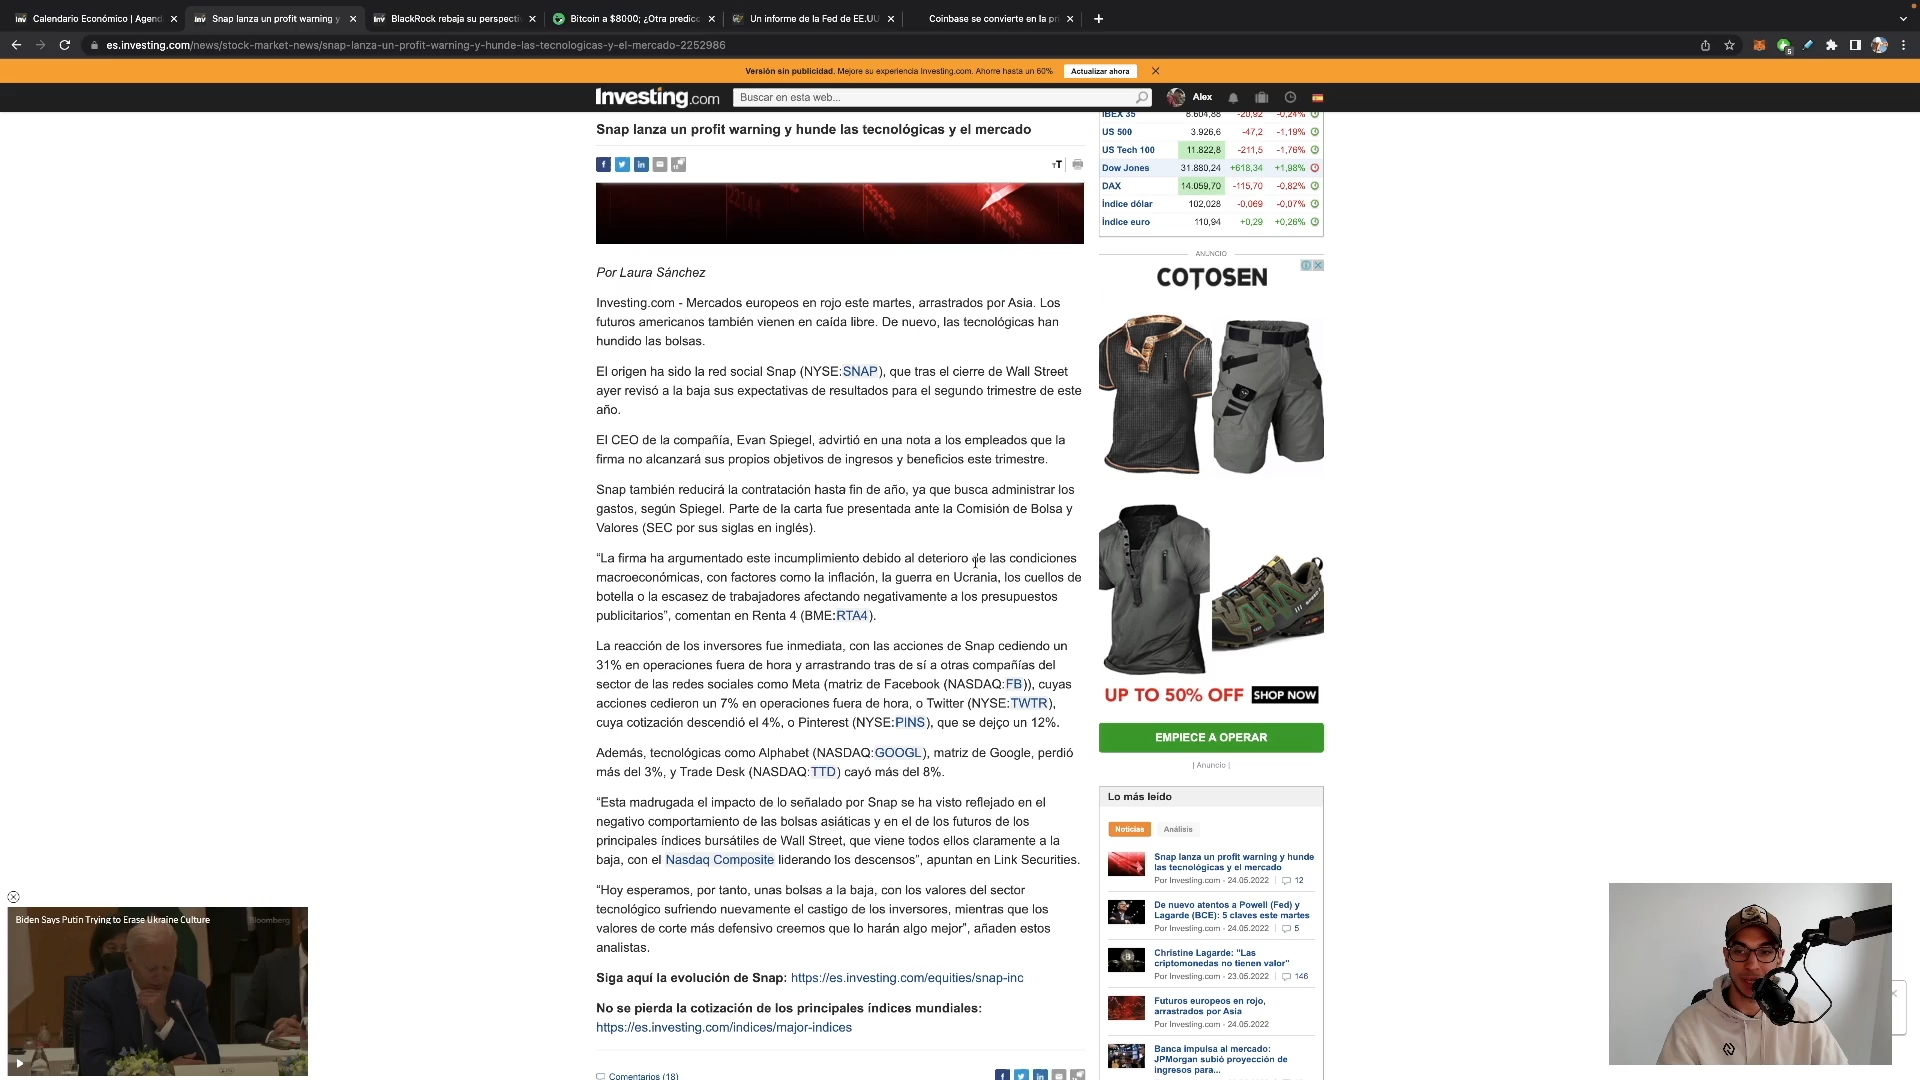 Calendario Económico | Agend
Snap lanza un profit warning y
BlackRock rebaja su perspecti
Bitcoin a $8000; ¿Otra predicc
Un informe de la Fed de EE.UU
Coinbase se convierte en la pri
es.investing.com/news/stock-market-news/snap-lanza-un-profit-warning-y-hunde-las-tecnologicas-y-el-mercado-2252986
Versión sin publicidad. Mejore su experiencia Investing.com. Ahorre hasta un 60%
Actualizar ahora
Investing.com
Buscar en esta web...
Alex
Snap lanza un profit warning y hunde las tecnológicas y el mercado
Por Laura Sánchez
Investing.com - Mercados europeos en rojo este martes, arrastrados por Asia. Los
futuros americanos también vienen en caída libre. De nuevo, las tecnológicas han
hundido las bolsas.
El origen ha sido la red social Snap (NYSE:SNAP), que tras el cierre de Wall Street
ayer revisó a la baja sus expectativas de resultados para el segundo trimestre de este
año.
El CEO de la compañía, Evan Spiegel, advirtió en una nota a los empleados que la
firma no alcanzará sus propios objetivos de ingresos y beneficios este trimestre.
Snap también reducirá la contratación hasta fin de año, ya que busca administrar los
gastos, según Spiegel. Parte de la carta fue presentada ante la Comisión de Bolsa y
Valores (SEC por sus siglas en inglés).
“La firma ha argumentado este incumplimiento debido al deterioro de las condiciones
macroeconómicas, con factores como la inflación, la guerra en Ucrania, los cuellos de
botella o la escasez de trabajadores afectando negativamente a los presupuestos
publicitarios”, comentan en Renta 4 (BME:RTA4).
La reacción de los inversores fue inmediata, con las acciones de Snap cediendo un
31% en operaciones fuera de hora y arrastrando tras de sí a otras compañías del
sector de las redes sociales como Meta (matriz de Facebook (NASDAQ:FB)), cuyas
acciones cedieron un 7% en operaciones fuera de hora, o Twitter (NYSE:TWTR),
cuya cotización descendió el 4%, o Pinterest (NYSE:PINS), que se dejço un 12%.
Además, tecnológicas como Alphabet (NASDAQ:GOOGL), matriz de Google, perdió
más del 3%, y Trade Desk (NASDAQ:TTD) cayó más del 8%.
“Esta madrugada el impacto de lo señalado por Snap se ha visto reflejado en el
negativo comportamiento de las bolsas asiáticas y en el de los futuros de los
principales índices bursátiles de Wall Street, que viene todos ellos claramente a la
baja, con el Nasdaq Composite liderando los descensos”, apuntan en Link Securities.
“Hoy esperamos, por tanto, unas bolsas a la baja, con los valores del sector
tecnológico sufriendo nuevamente el castigo de los inversores, mientras que los
valores de corte más defensivo creemos que lo harán algo mejor”, añaden estos
analistas.
Siga aquí la evolución de Snap: https://es.investing.com/equities/snap-inc
No se pierda la cotización de los principales índices mundiales:
https://es.investing.com/indices/major-indices
Comentarios (18)
IBEX 35 8.604,88 -20,92 -0,24%
US 500 3.926,6 -47,2 -1,19%
US Tech 100 11.822,8 -211,5 -1,76%
Dow Jones 31.880,24 +618,34 +1,98%
DAX 14.059,70 -115,70 -0,82%
Índice dólar 102,028 -0,069 -0,07%
Índice euro 110,94 +0,29 +0,26%
ANUNCIO
COTOSEN
UP TO 50% OFF SHOP NOW
EMPIECE A OPERAR
| Anuncio |
Lo más leído
Noticias Análisis
Snap lanza un profit warning y hunde
las tecnológicas y el mercado
Por Investing.com - 24.05.2022 | 12
De nuevo atentos a Powell (Fed) y
Lagarde (BCE): 5 claves este martes
Por Investing.com - 24.05.2022 | 5
Christine Lagarde: "Las
criptomonedas no tienen valor"
Por Investing.com - 23.05.2022 | 146
Futuros europeos en rojo,
arrastrados por Asia
Por Investing.com - 24.05.2022
Banca impulsa al mercado:
JPMorgan subió proyección de
ingresos para...
Biden Says Putin Trying to Erase Ukraine Culture
Bloomberg